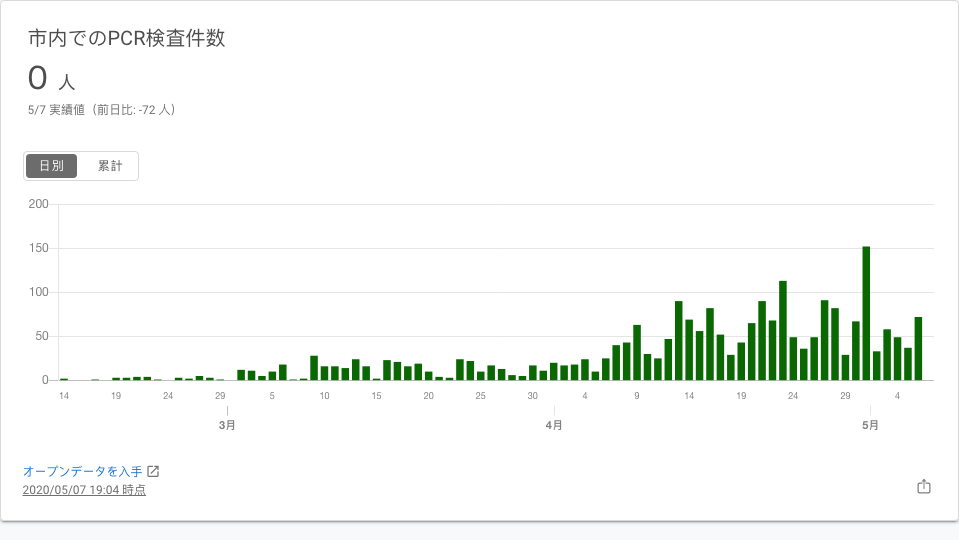 市内でのPCR検査件数
0 人
5/7 実績値（前日比: -72 人）
日別 累計
200
150
100
50
0
14 19 24 29 5 10 15 20 25 30 4 9 14 19 24 29 4
3月 4月 5月
オープンデータを入手
2020/05/07 19:04 時点